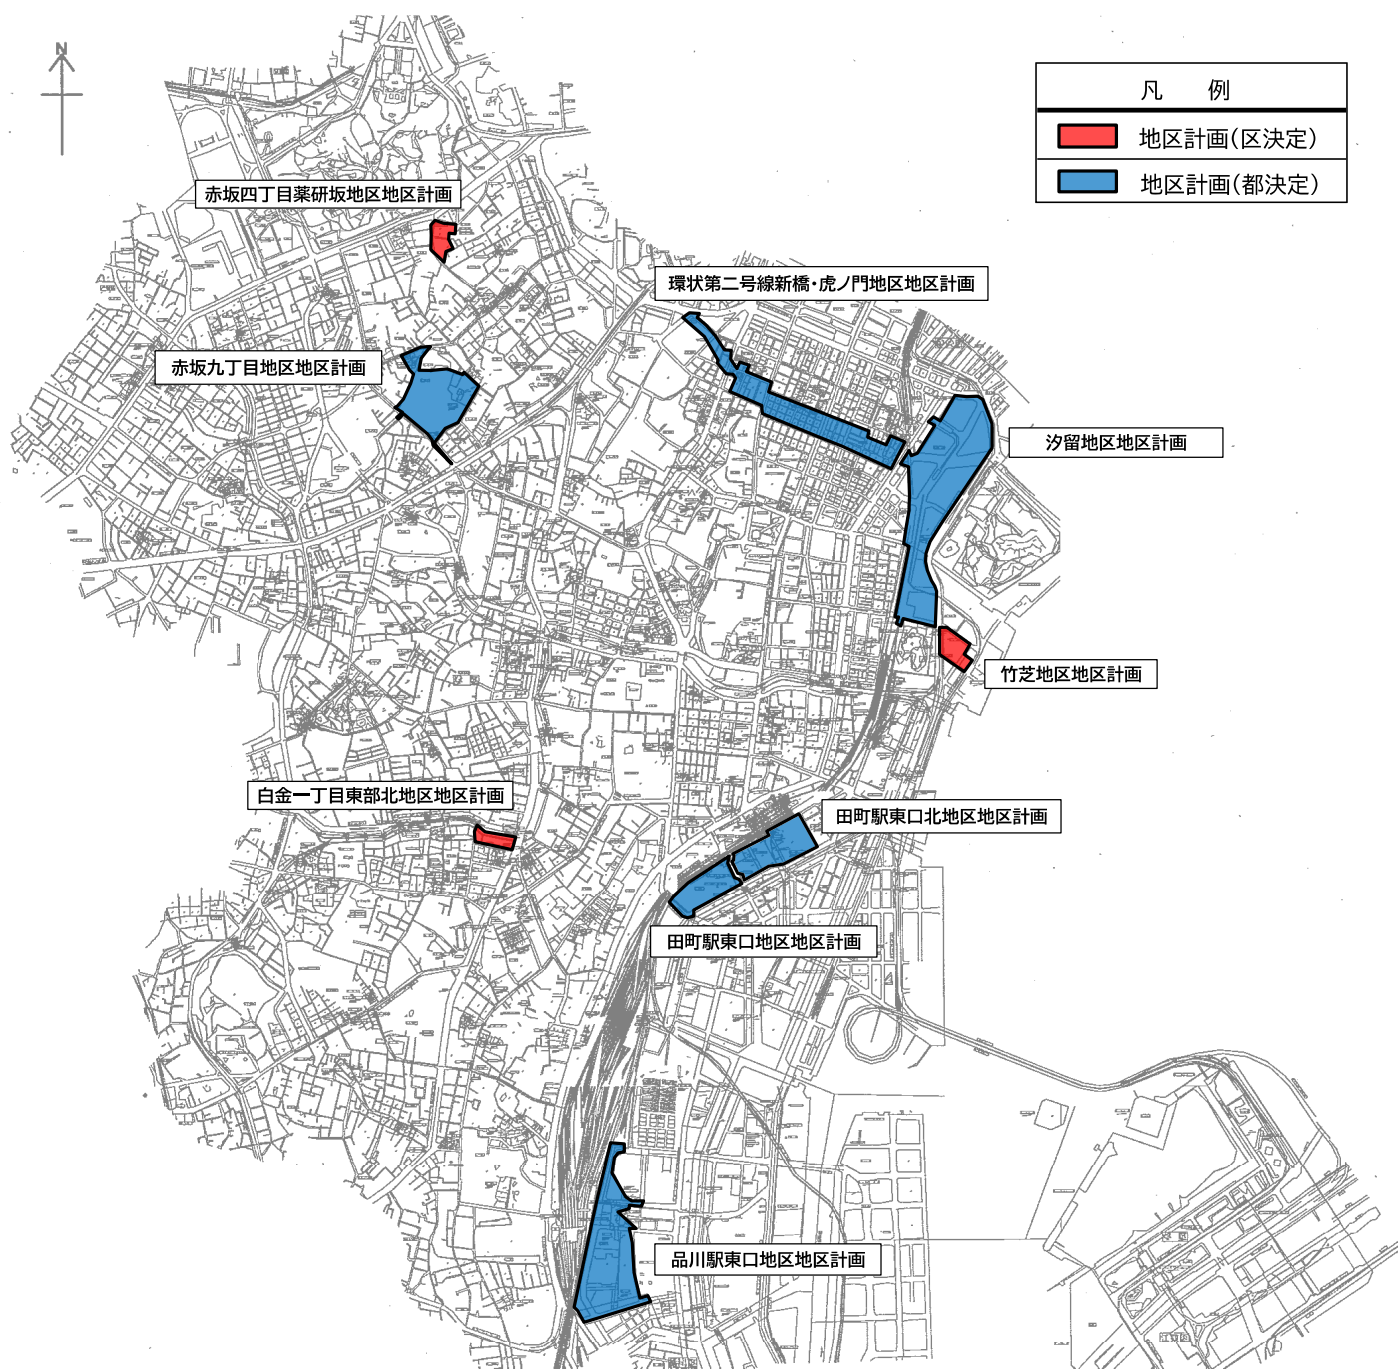 N
凡 例
地区計画(区決定)
地区計画(都決定)
赤坂四丁目薬研坂地区地区計画
環状第二号線新橋・虎ノ門地区地区計画
赤坂九丁目地区地区計画
汐留地区地区計画
竹芝地区地区計画
白金一丁目東部北地区地区計画
田町駅東口北地区地区計画
田町駅東口地区地区計画
品川駅東口地区地区計画